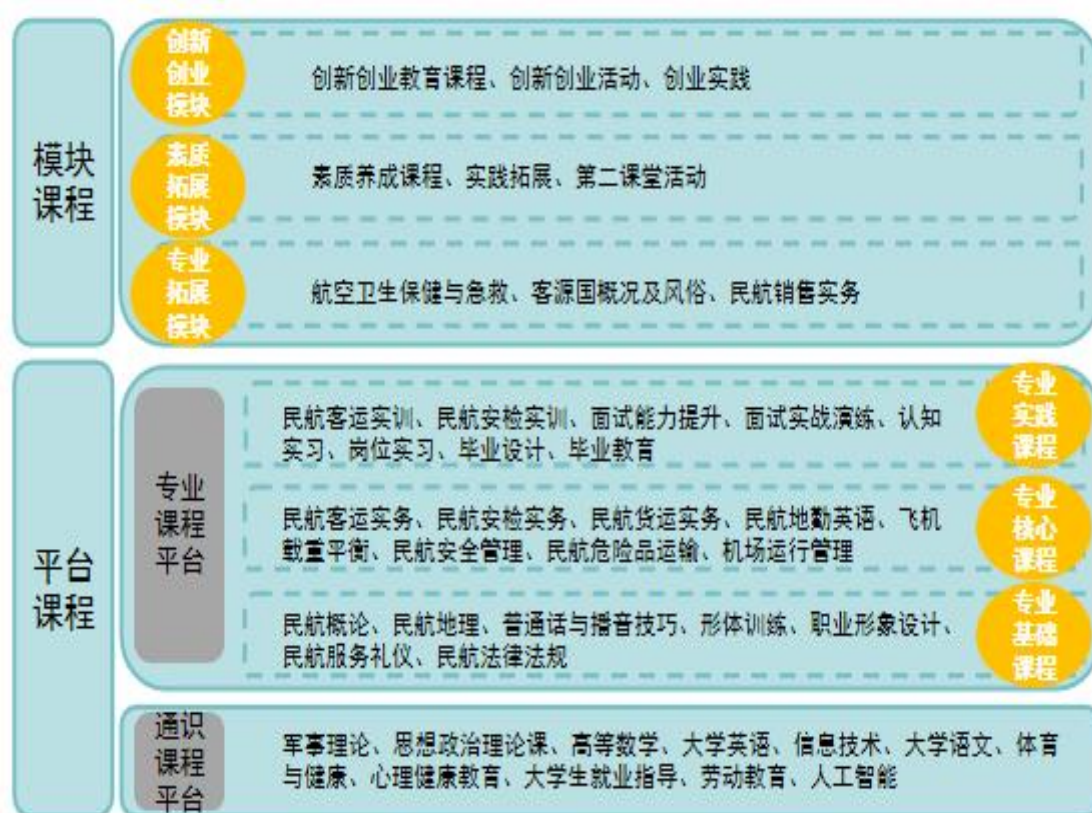 模块
课程
创新
创业
模块
创新创业教育课程、创新创业活动、创业实践
素质
拓展
模块
素质养成课程、实践拓展、第二课堂活动
专业
拓展
模块
航空卫生保健与急救、客源国概况及风俗、民航销售实务
平台
课程
专业
课程
平台
民航客运实训、民航安检实训、面试能力提升、面试实战演练、认知
实习、岗位实习、毕业设计、毕业教育
专业
实践
课程
民航客运实务、民航安检实务、民航货运实务、民航地勤英语、飞机
载重平衡、民航安全管理、民航危险品运输、机场运行管理
专业
核心
课程
民航概论、民航地理、普通话与播音技巧、形体训练、职业形象设计、
民航服务礼仪、民航法律法规
专业
基础
课程
通识
课程
平台
军事理论、思想政治理论课、高等数学、大学英语、信息技术、大学语文、体育
与健康、心理健康教育、大学生就业指导、劳动教育、人工智能